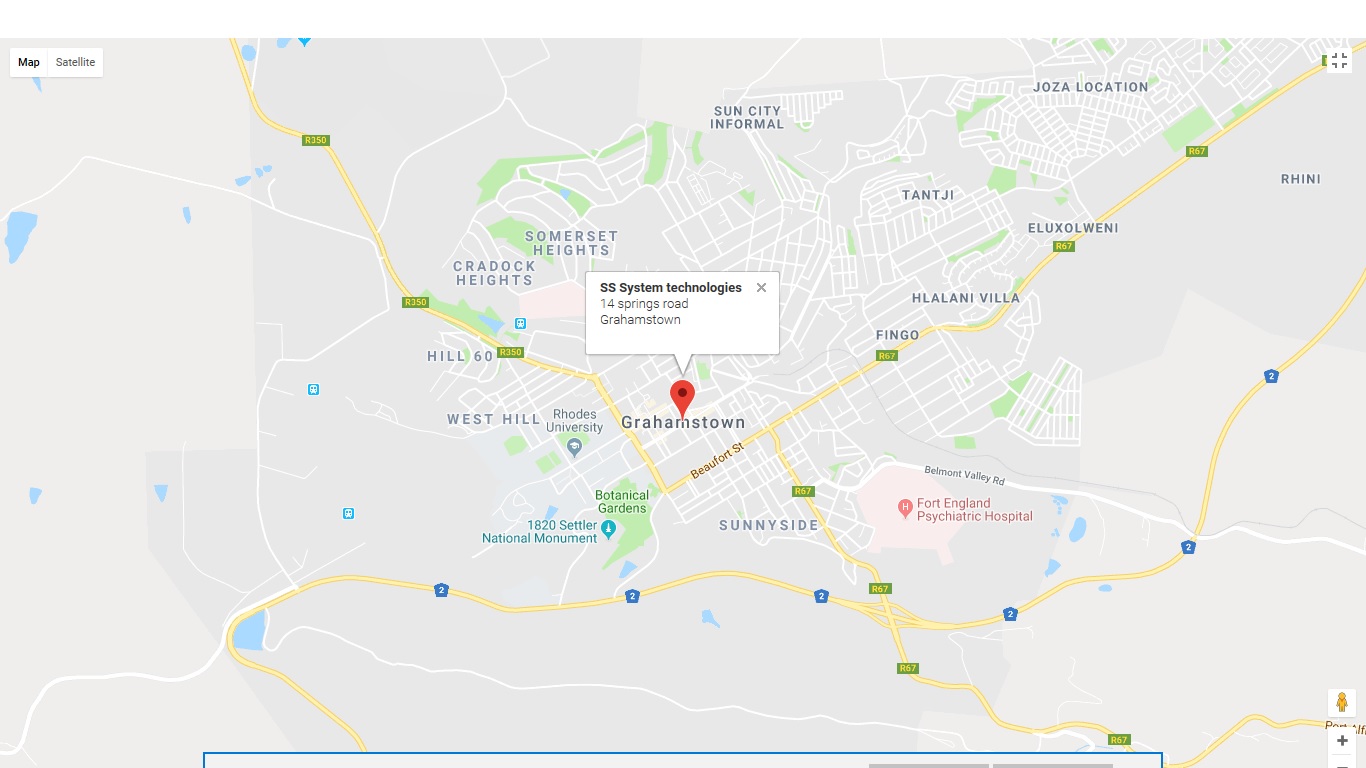 Map
Satellite
JOZA LOCATION
SUN CITY
INFORMAL
R350
R67
RHINI
TANTJI
ELUXOLWENI
R67
SOMERSET
HEIGHTS
CRADOCK
HEIGHTS
SS System technologies
14 springs road
Grahamstown
R350
HLALANI VILLA
FINGO
HILL 60
R350
R67
2
WEST HILL
Rhodes
University
Grahamstown
Beaufort St
Belmont Valley Rd
R67
Botanical
Gardens
H
Fort England
Psychiatric Hospital
1820 Settler
National Monument
SUNNYSIDE
2
2
2
2
R67
2
R67
R67
+